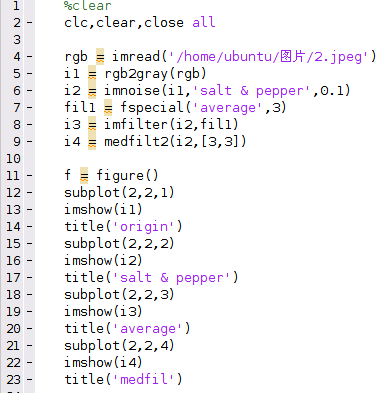 1 %clear
2 - clc,clear,close all
3
4 - rgb = imread('/home/ubuntu/图片/2.jpeg')
5 - i1 = rgb2gray(rgb)
6 - i2 = imnoise(i1,'salt & pepper',0.1)
7 - fil1 = fspecial('average',3)
8 - i3 = imfilter(i2,fil1)
9 - i4 = medfilt2(i2,[3,3])
10
11 - f = figure()
12 - subplot(2,2,1)
13 - imshow(i1)
14 - title('origin')
15 - subplot(2,2,2)
16 - imshow(i2)
17 - title('salt & pepper')
18 - subplot(2,2,3)
19 - imshow(i3)
20 - title('average')
21 - subplot(2,2,4)
22 - imshow(i4)
23 - title('medfil')